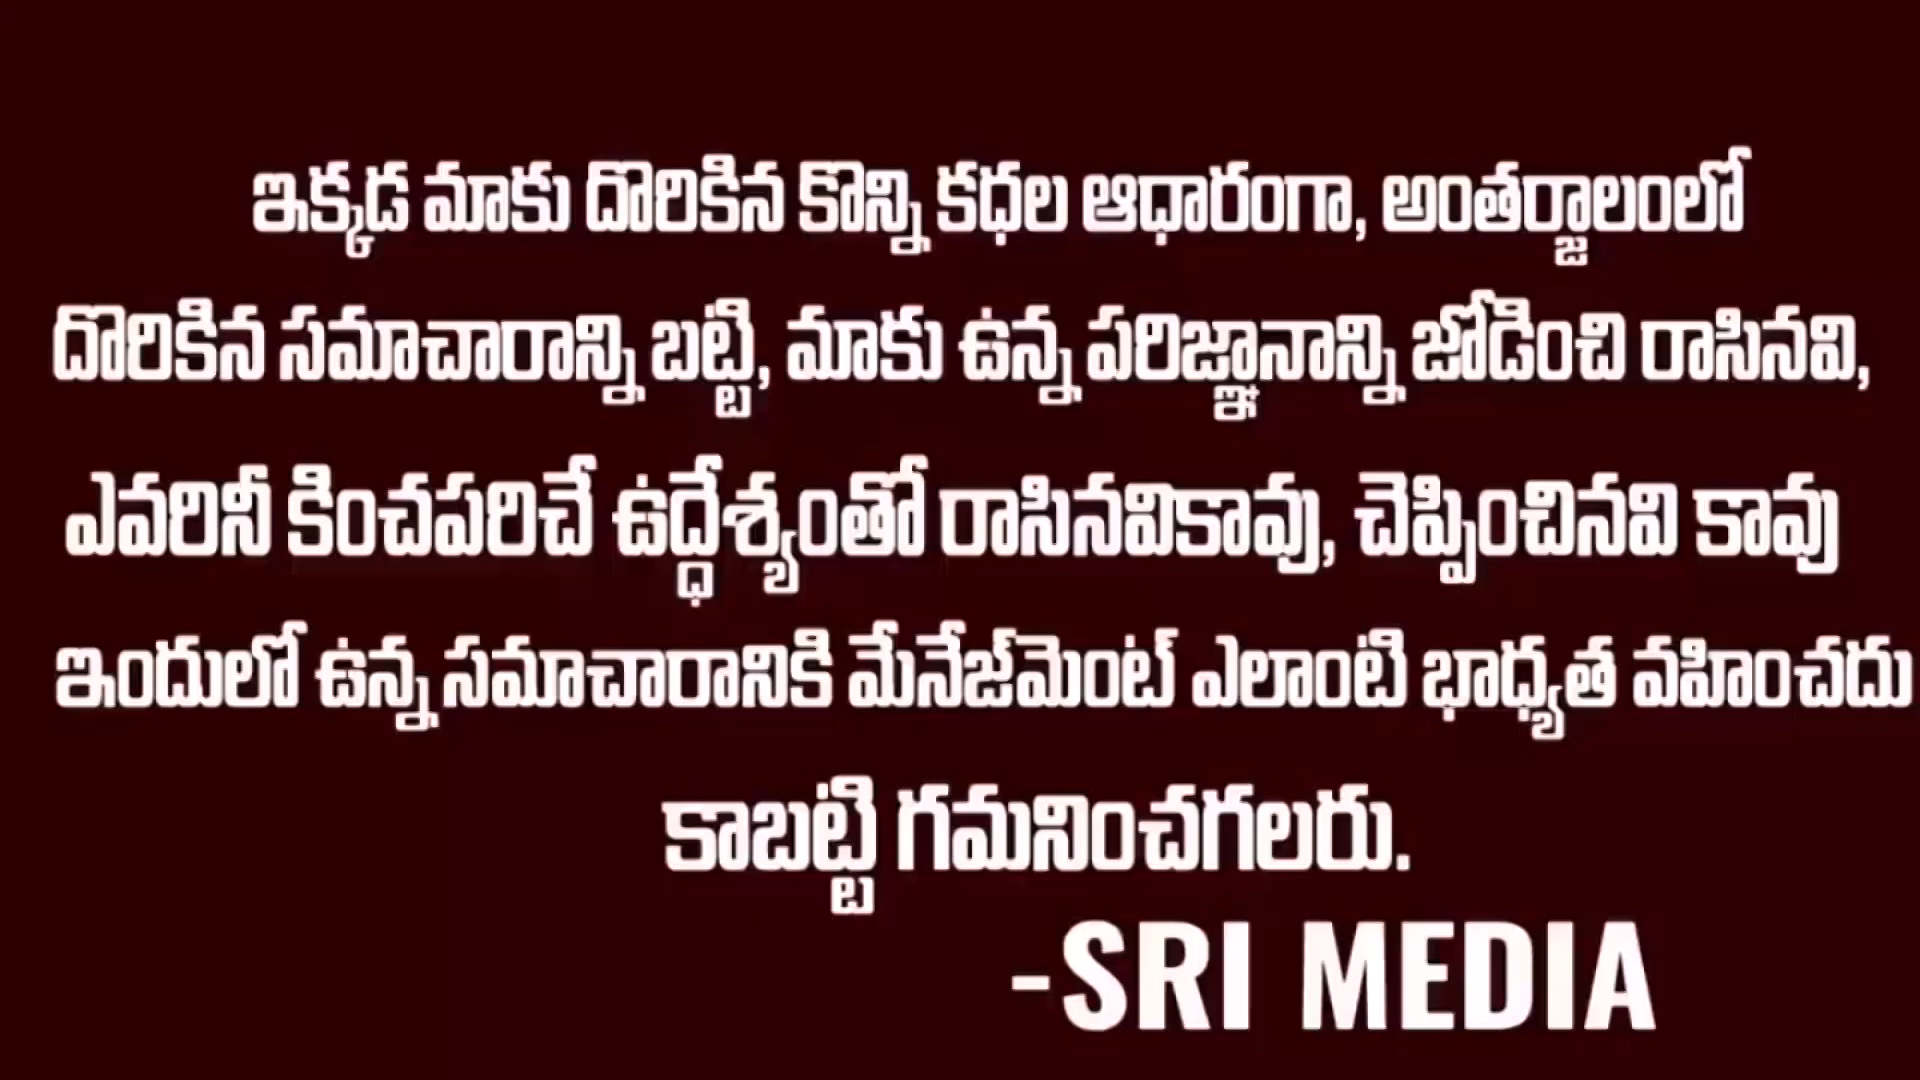 ఇక్కడ మాకు దొరికిన కొన్ని కధల ఆధారంగా, అంతర్జాలంలో
దొరికిన సమాచారాన్ని బట్టి, మాకు ఉన్న పరిజ్ఞానాన్ని జోడించి రాసినవి,
ఎవరినీ కించపరిచే ఉద్ధేశ్యంతో రాసినవికావు, చెప్పించినవి కావు
ఇందులో ఉన్న సమాచారానికి మేనేజ్‌మెంట్ ఎలాంటి భాధ్యత వహించదు
కాబట్టి గమనించగలరు.
-SRI MEDIA